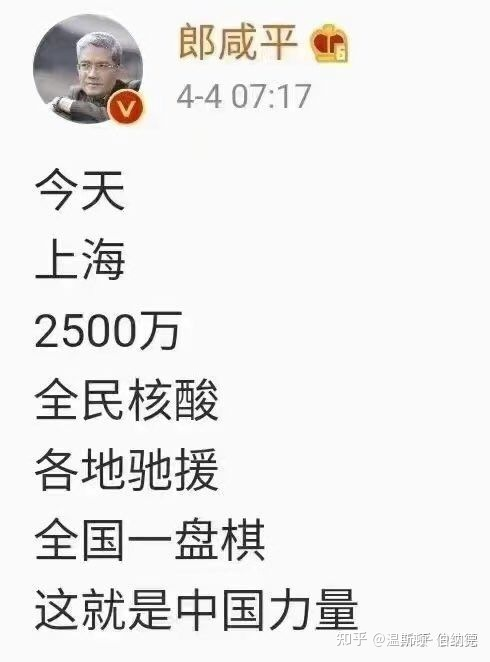 郎咸平
4-4 07:17
今天
上海
2500万
全民核酸
各地驰援
全国一盘棋
这就是中国力量
知乎 @温斯嚟 伯纳德